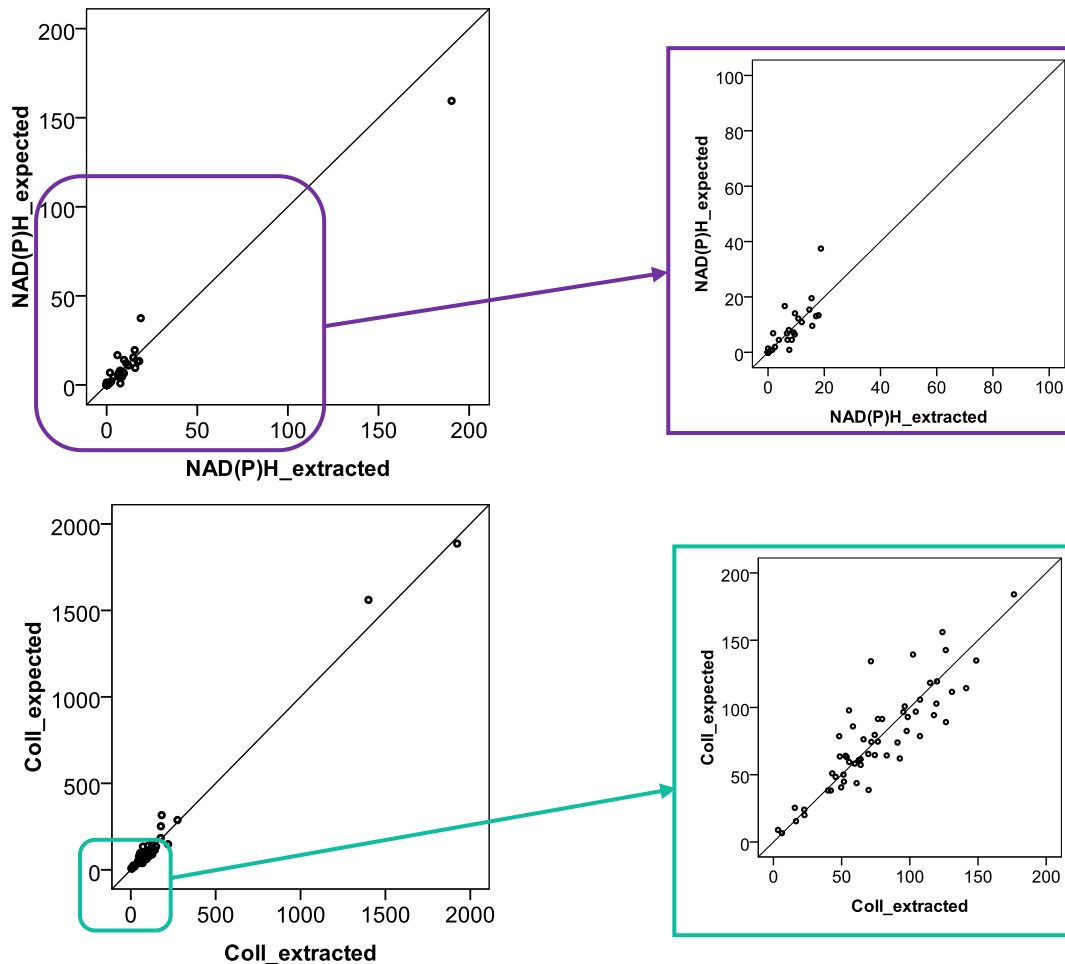 200
150
100
50
0
NAD(P)H_expected
0 50 100 150 200
NAD(P)H_extracted
100
80
60
40
20
0
NAD(P)H_expected
0 20 40 60 80 100
NAD(P)H_extracted
2000
1500
1000
500
0
Coll_expected
0 500 1000 1500 2000
Coll_extracted
200
150
100
50
0
Coll_expected
0 50 100 150 200
Coll_extracted